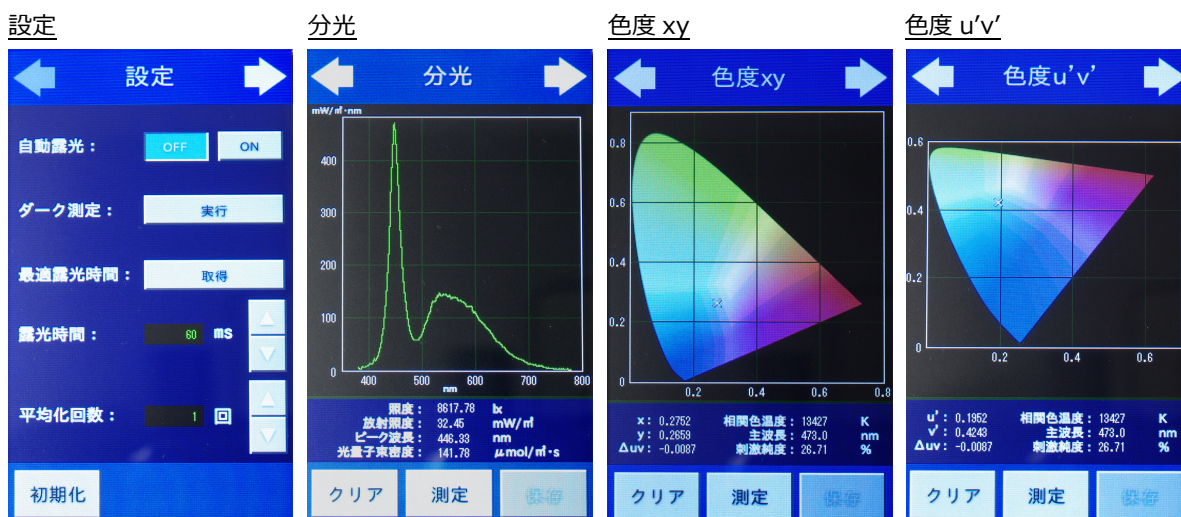 設定
設定
自動露光：
OFF
ON
ダーク測定：
実行
最適露光時間：
取得
露光時間：
60
ms
平均化回数：
1
回
初期化
分光
分光
mW/㎡・nm
400
300
200
100
0
400
500
600
700
800
nm
照度： 8617.78 lx
放射照度： 32.45 mW/㎡
ピーク波長： 446.33 nm
光量子束密度： 141.78 μmol/㎡・s
クリア
測定
保存
色度 xy
色度xy
0.8
0.6
0.4
0.2
0
0.2
0.4
0.6
0.8
x： 0.2752 相関色温度： 13427 K
y： 0.2659 主波長： 473.0 nm
Δuv： -0.0087 刺激純度： 26.71 %
クリア
測定
保存
色度 u’v’
色度u’v’
0.6
0.4
0.2
0
0.2
0.4
0.6
u’： 0.1952 相関色温度： 13427 K
v’： 0.4243 主波長： 473.0 nm
Δuv： -0.0087 刺激純度： 26.71 %
クリア
測定
保存